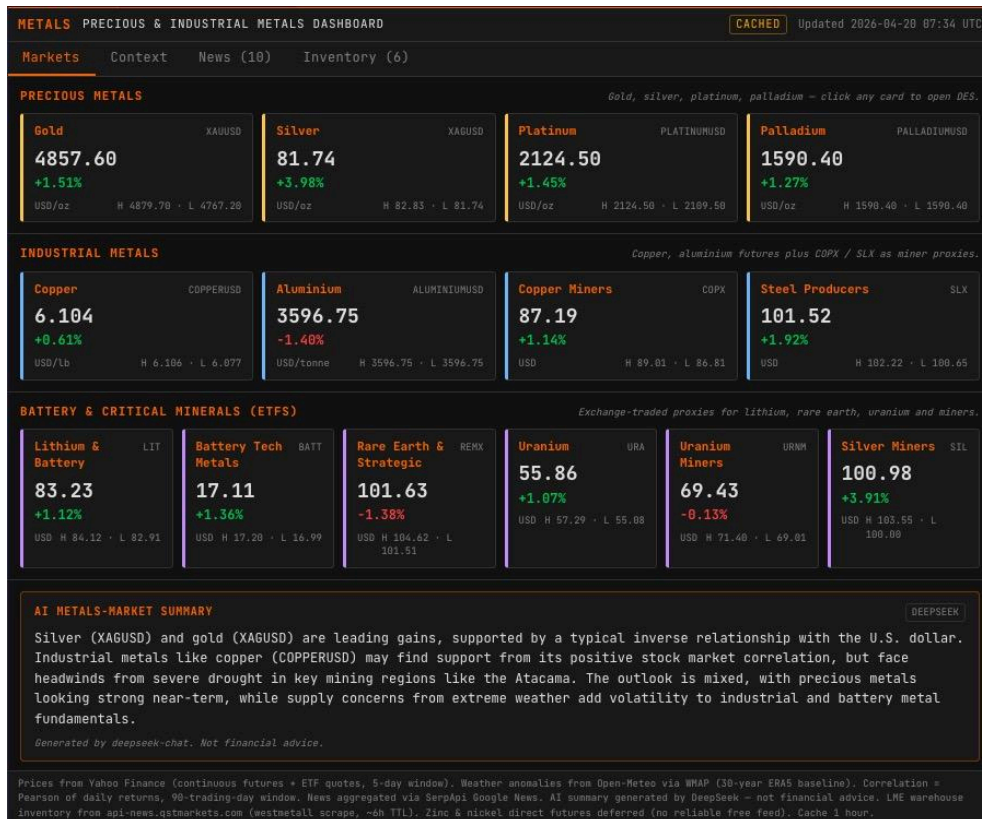 METALS PRECIOUS & INDUSTRIAL METALS DASHBOARD CACHED Updated 2026-04-20 07:34 UTC
Markets Context News (10) Inventory (6)
PRECIOUS METALS Gold, silver, platinum, palladium — click any card to open DES.
Gold XAUUSD
4857.60
+1.51%
USD/oz H 4879.70 · L 4767.20
Silver XAGUSD
81.74
+3.98%
USD/oz H 82.83 · L 81.74
Platinum PLATINUMUSD
2124.50
+1.45%
USD/oz H 2124.50 · L 2109.50
Palladium PALLADIUMUSD
1590.40
+1.27%
USD/oz H 1590.40 · L 1590.40
INDUSTRIAL METALS Copper, aluminium futures plus COPX / SLX as miner proxies.
Copper COPPERUSD
6.104
+0.61%
USD/lb H 6.106 · L 6.077
Aluminium ALUMINIUMUSD
3596.75
-1.40%
USD/tonne H 3596.75 · L 3596.75
Copper Miners COPX
87.19
+1.14%
USD H 89.01 · L 86.81
Steel Producers SLX
101.52
+1.92%
USD H 102.22 · L 100.65
BATTERY & CRITICAL MINERALS (ETFS) Exchange-traded proxies for lithium, rare earth, uranium and miners.
Lithium & LIT
Battery
83.23
+1.12%
USD H 84.12 · L 82.91
Battery Tech BATT
Metals
17.11
+1.36%
USD H 17.20 · L 16.99
Rare Earth & REMX
Strategic
101.63
-1.38%
USD H 104.62 · L
101.51
Uranium URA
55.86
+1.07%
USD H 57.29 · L 55.08
Uranium URNM
Miners
69.43
-0.13%
USD H 71.40 · L 69.01
Silver Miners SIL
100.98
+3.91%
USD H 103.55 · L
100.00
AI METALS-MARKET SUMMARY DEEPSEEK
Silver (XAGUSD) and gold (XAGUSD) are leading gains, supported by a typical inverse relationship with the U.S. dollar.
Industrial metals like copper (COPPERUSD) may find support from its positive stock market correlation, but face
headwinds from severe drought in key mining regions like the Atacama. The outlook is mixed, with precious metals
looking strong near-term, while supply concerns from extreme weather add volatility to industrial and battery metal
fundamentals.
Generated by deepseek-chat. Not financial advice.
Prices from Yahoo Finance (continuous futures + ETF quotes, 5-day window). Weather anomalies from Open-Meteo via WMAP (30-year ERA5 baseline). Correlation =
Pearson of daily returns, 90-trading-day window. News aggregated via SerpApi Google News. AI summary generated by DeepSeek — not financial advice. LME warehouse
inventory from api-news.qstmarkets.com (westmetall scrape, ~6h TTL). Zinc & nickel direct futures deferred (no reliable free feed). Cache 1 hour.